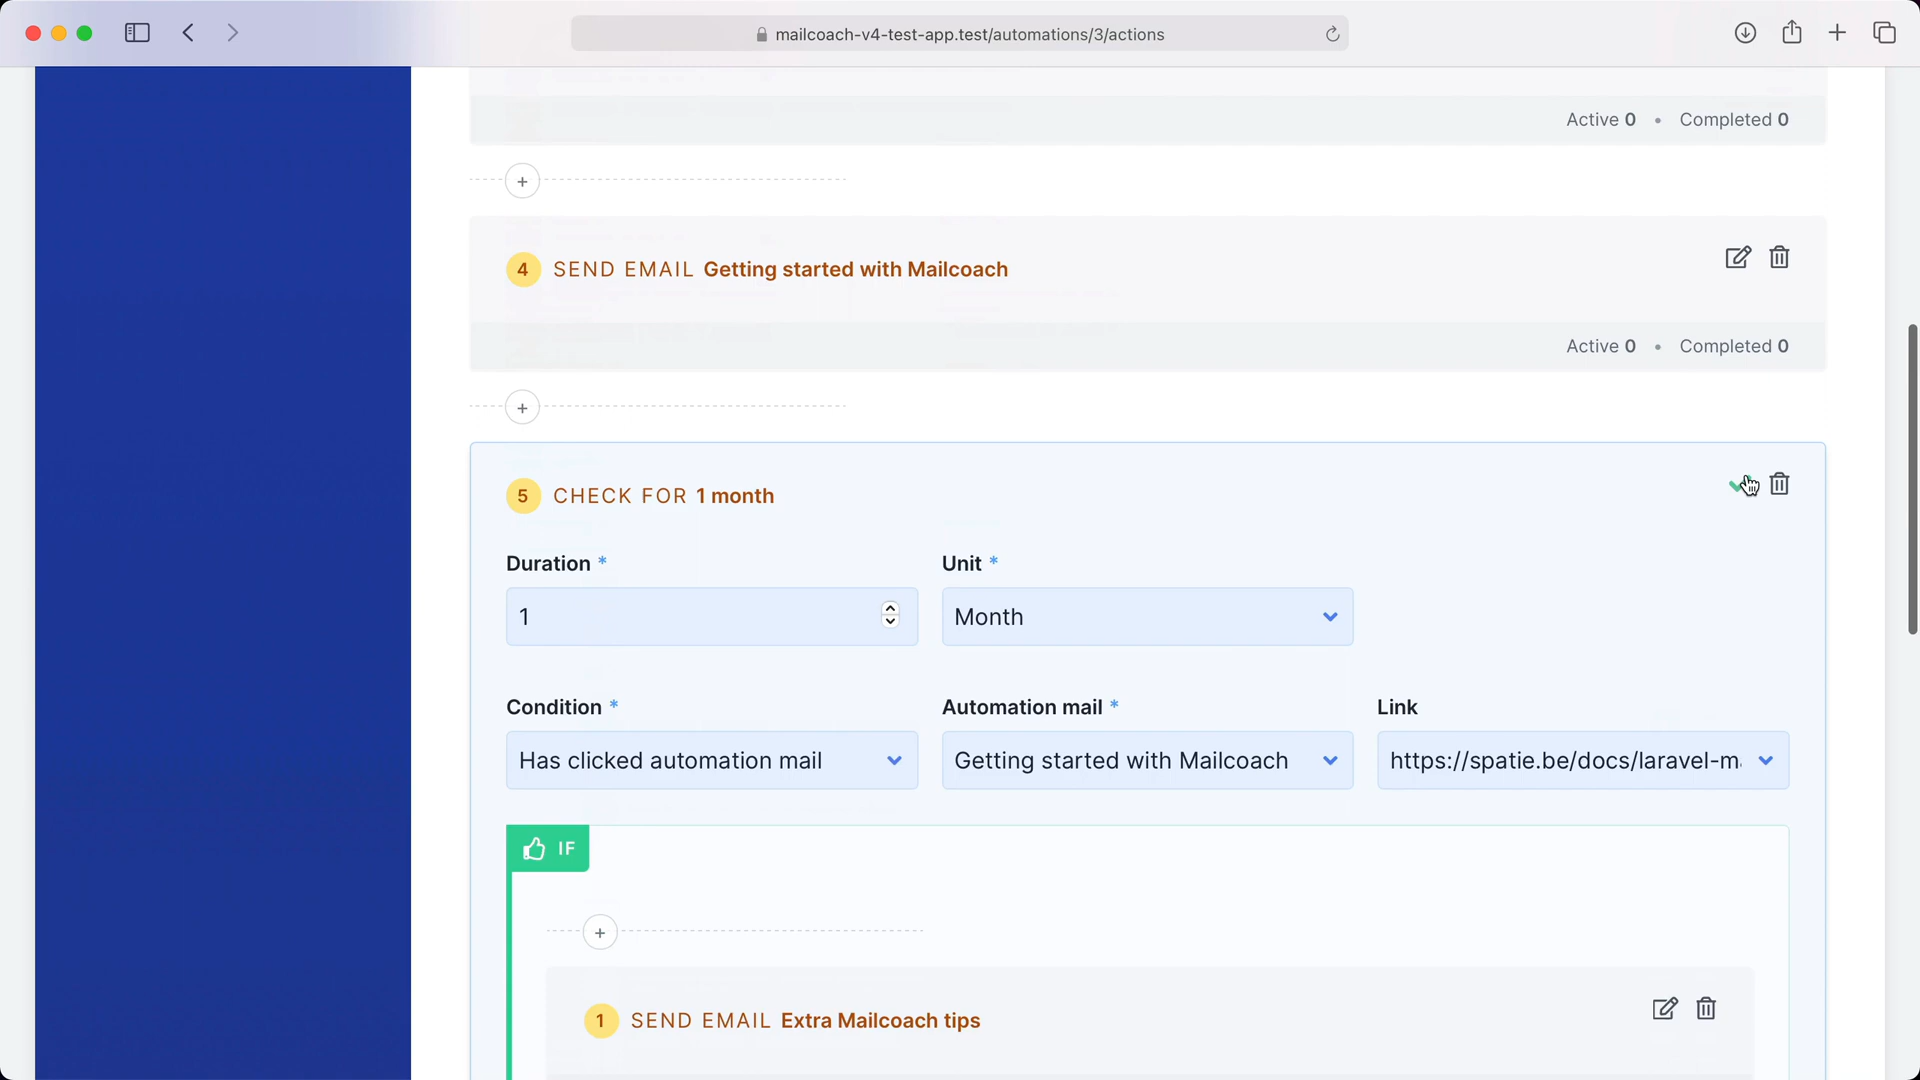 mailcoach-v4-test-app.test/automations/3/actions
Active 0 • Completed 0
4 SEND EMAIL Getting started with Mailcoach
Active 0 • Completed 0
5 CHECK FOR 1 month
Duration * Unit *
1 Month
Condition * Automation mail * Link
Has clicked automation mail Getting started with Mailcoach https://spatie.be/docs/laravel-m
IF
1 SEND EMAIL Extra Mailcoach tips